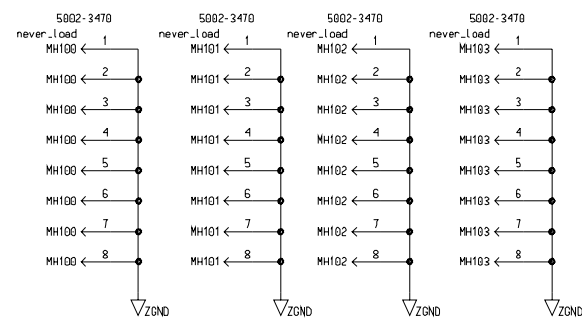 5002-3470 5002-3470 5002-3470 5002-3470
never_load never_load never_load never_load
MH100 1 MH101 1 MH102 1 MH103 1
MH100 2 MH101 2 MH102 2 MH103 2
MH100 3 MH101 3 MH102 3 MH103 3
MH100 4 MH101 4 MH102 4 MH103 4
MH100 5 MH101 5 MH102 5 MH103 5
MH100 6 MH101 6 MH102 6 MH103 6
MH100 7 MH101 7 MH102 7 MH103 7
MH100 8 MH101 8 MH102 8 MH103 8
ZGND ZGND ZGND ZGND